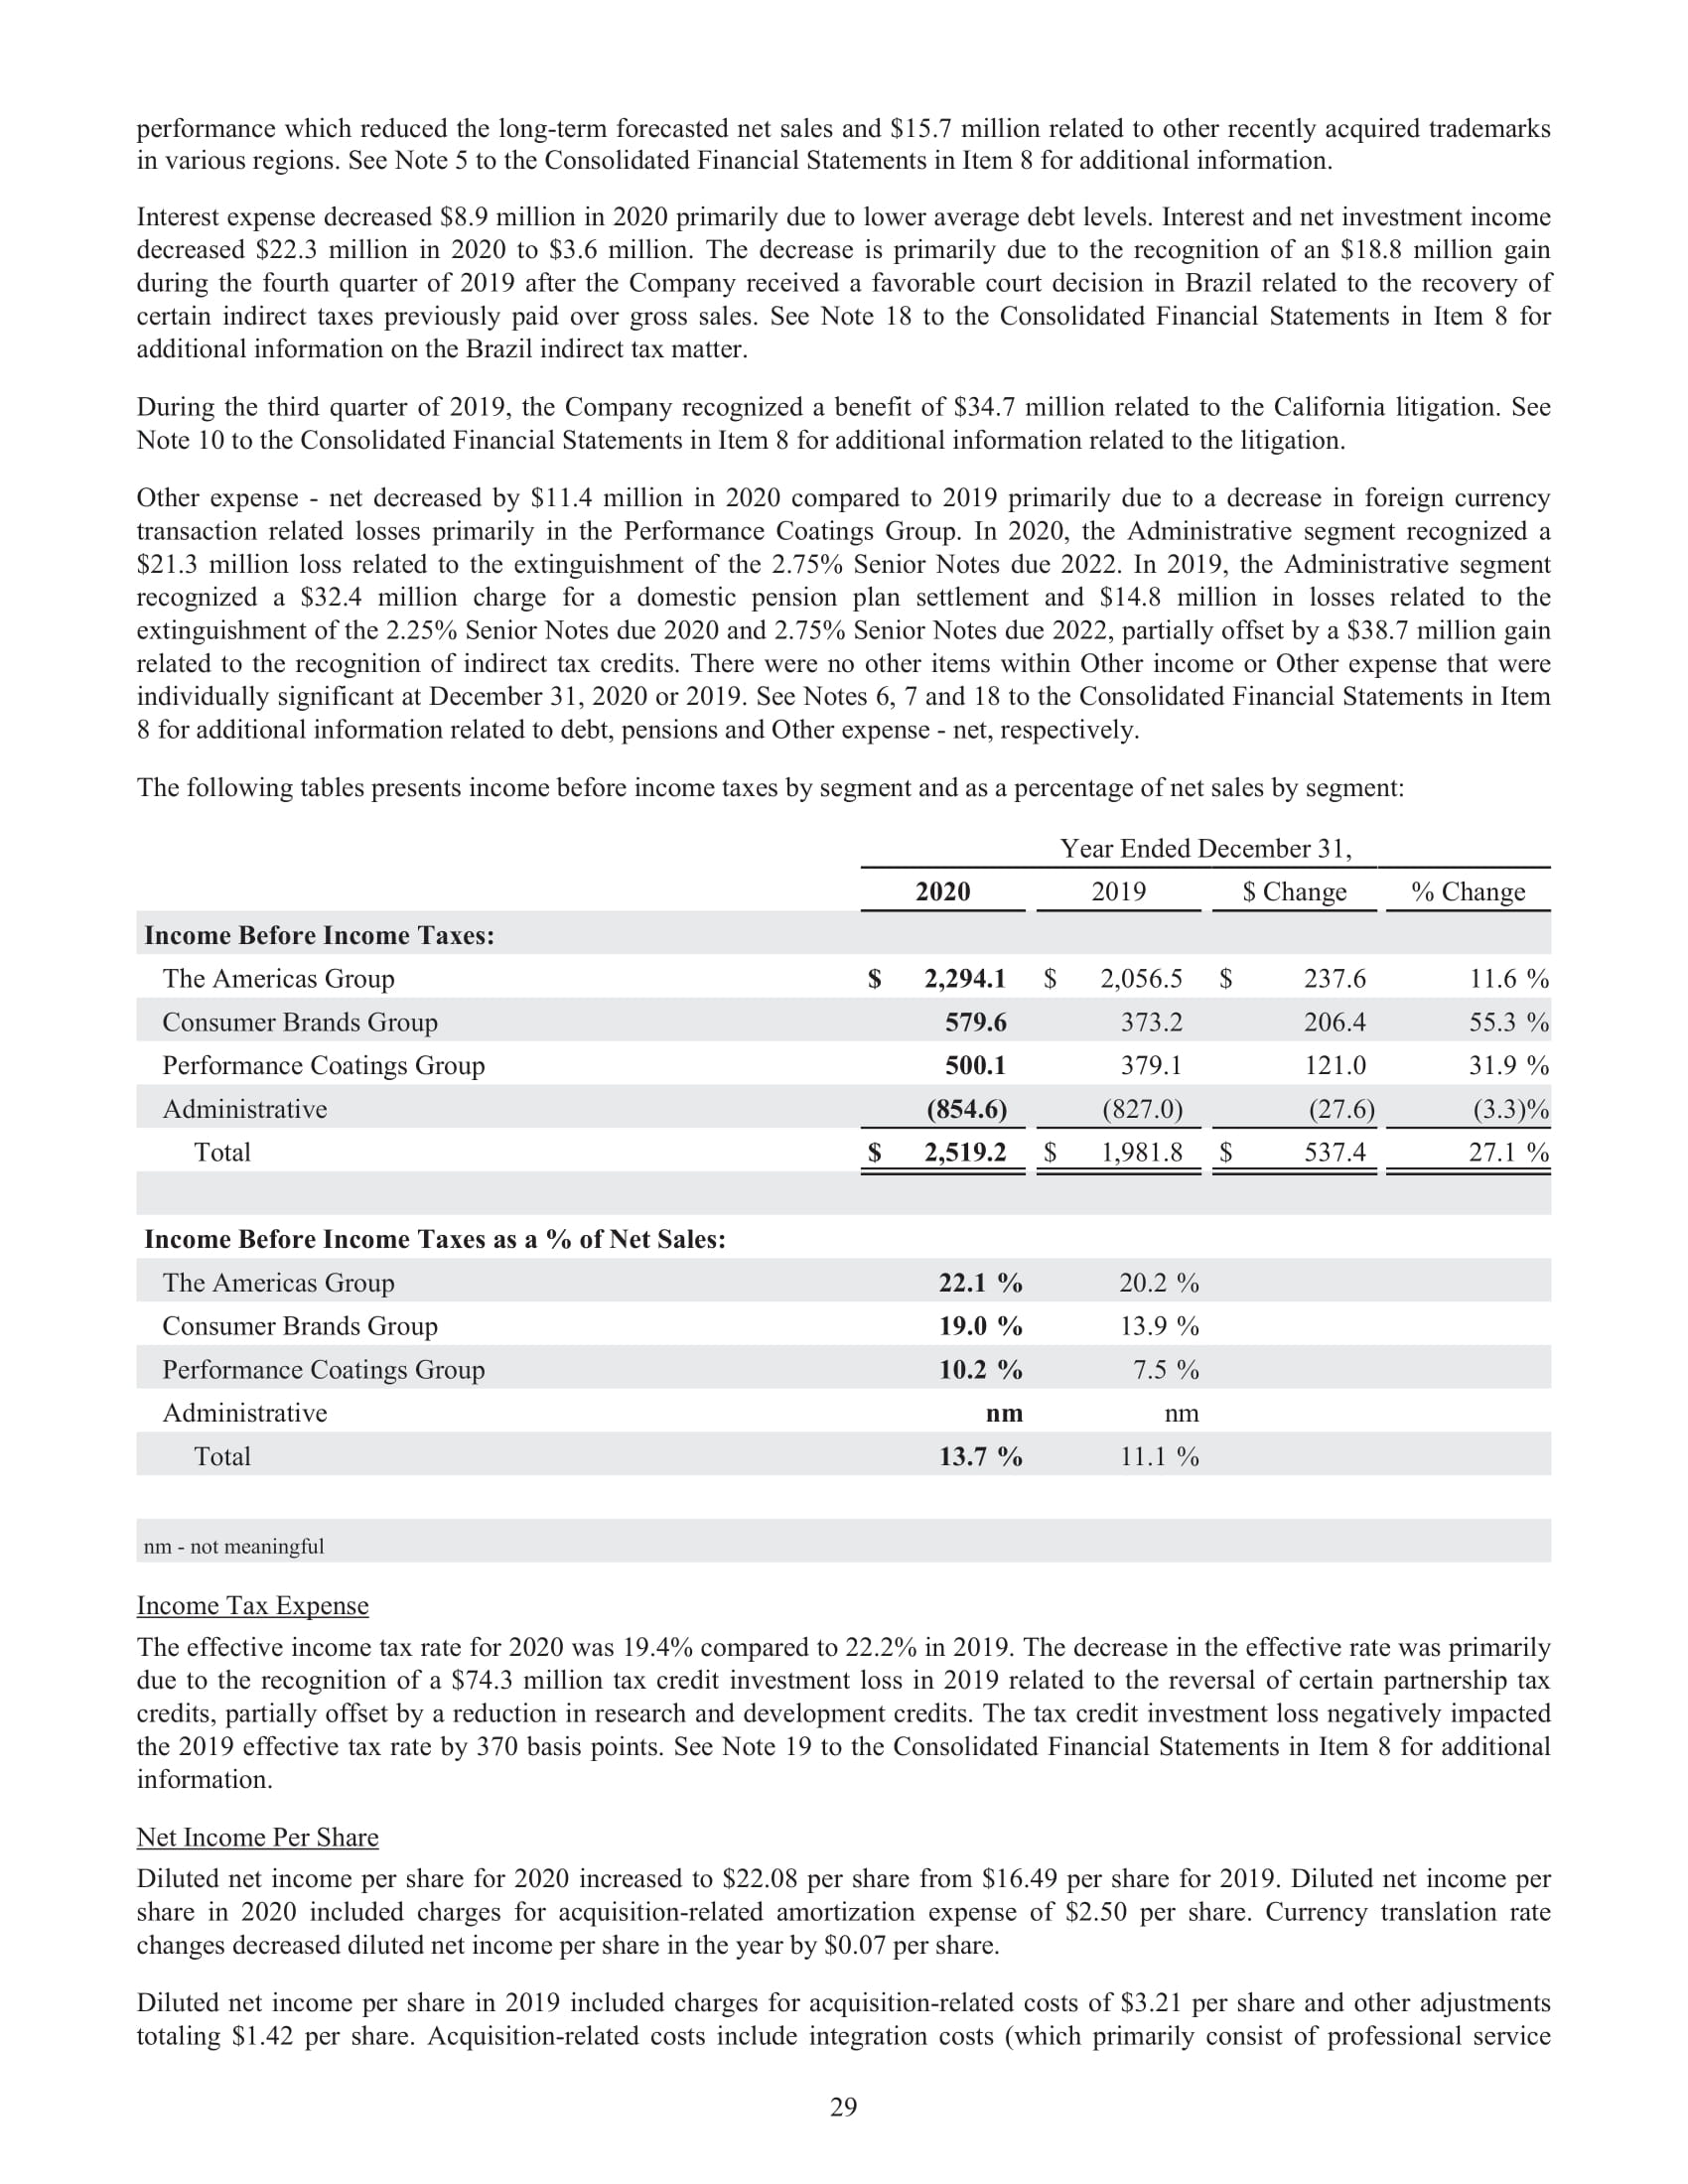 performance which reduced the long-term forecasted net sales and $15.7 million related to other recently acquired trademarks
in various regions. See Note 5 to the Consolidated Financial Statements in Item 8 for additional information.
Interest expense decreased $8.9 million in 2020 primarily due to lower average debt levels. Interest and net investment income
decreased $22.3 million in 2020 to $3.6 million. The decrease is primarily due to the recognition of an $18.8 million gain
during the fourth quarter of 2019 after the Company received a favorable court decision in Brazil related to the recovery of
certain indirect taxes previously paid over gross sales. See Note 18 to the Consolidated Financial Statements in Item 8 for
additional information on the Brazil indirect tax matter.
During the third quarter of 2019, the Company recognized a benefit of $34.7 million related to the California litigation. See
Note 10 to the Consolidated Financial Statements in Item 8 for additional information related to the litigation.
Other expense - net decreased by $11.4 million in 2020 compared to 2019 primarily due to a decrease in foreign currency
transaction related losses primarily in the Performance Coatings Group. In 2020, the Administrative segment recognized a
$21.3 million loss related to the extinguishment of the 2.75% Senior Notes due 2022. In 2019, the Administrative segment
recognized a $32.4 million charge for a domestic pension plan settlement and $14.8 million in losses related to the
extinguishment of the 2.25% Senior Notes due 2020 and 2.75% Senior Notes due 2022, partially offset by a $38.7 million gain
related to the recognition of indirect tax credits. There were no other items within Other income or Other expense that were
individually significant at December 31, 2020 or 2019. See Notes 6, 7 and 18 to the Consolidated Financial Statements in Item
8 for additional information related to debt, pensions and Other expense - net, respectively.
The following tables presents income before income taxes by segment and as a percentage of net sales by segment:
Year Ended December 31,
2020 2019 $ Change % Change
Income Before Income Taxes:
The Americas Group $ 2,294.1 $ 2,056.5 $ 237.6 11.6 %
Consumer Brands Group 579.6 373.2 206.4 55.3 %
Performance Coatings Group 500.1 379.1 121.0 31.9 %
Administrative (854.6) (827.0) (27.6) (3.3)%
Total $ 2,519.2 $ 1,981.8 $ 537.4 27.1 %
Income Before Income Taxes as a % of Net Sales:
The Americas Group 22.1 % 20.2 %
Consumer Brands Group 19.0 % 13.9 %
Performance Coatings Group 10.2 % 7.5 %
Administrative nm nm
Total 13.7 % 11.1 %
nm - not meaningful
Income Tax Expense
The effective income tax rate for 2020 was 19.4% compared to 22.2% in 2019. The decrease in the effective rate was primarily
due to the recognition of a $74.3 million tax credit investment loss in 2019 related to the reversal of certain partnership tax
credits, partially offset by a reduction in research and development credits. The tax credit investment loss negatively impacted
the 2019 effective tax rate by 370 basis points. See Note 19 to the Consolidated Financial Statements in Item 8 for additional
information.
Net Income Per Share
Diluted net income per share for 2020 increased to $22.08 per share from $16.49 per share for 2019. Diluted net income per
share in 2020 included charges for acquisition-related amortization expense of $2.50 per share. Currency translation rate
changes decreased diluted net income per share in the year by $0.07 per share.
Diluted net income per share in 2019 included charges for acquisition-related costs of $3.21 per share and other adjustments
totaling $1.42 per share. Acquisition-related costs include integration costs (which primarily consist of professional service
29